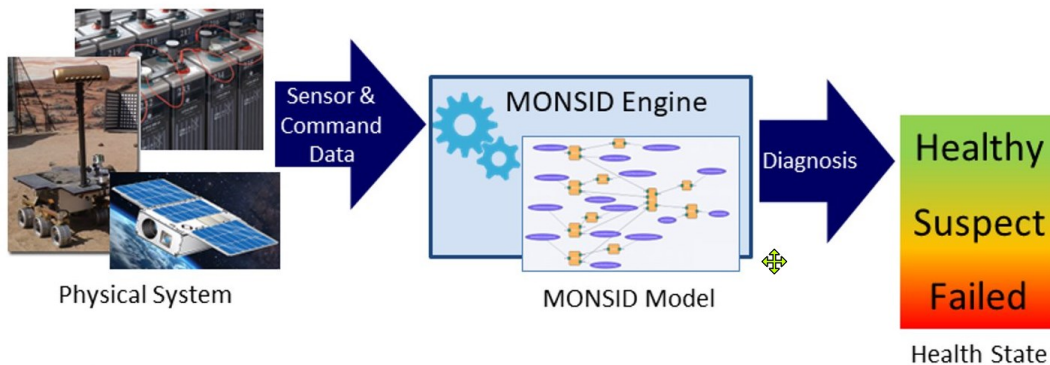 Sensor &
Command
Data
MONSID Engine
Diagnosis
Healthy
Suspect
Failed
Physical System
MONSID Model
Health State